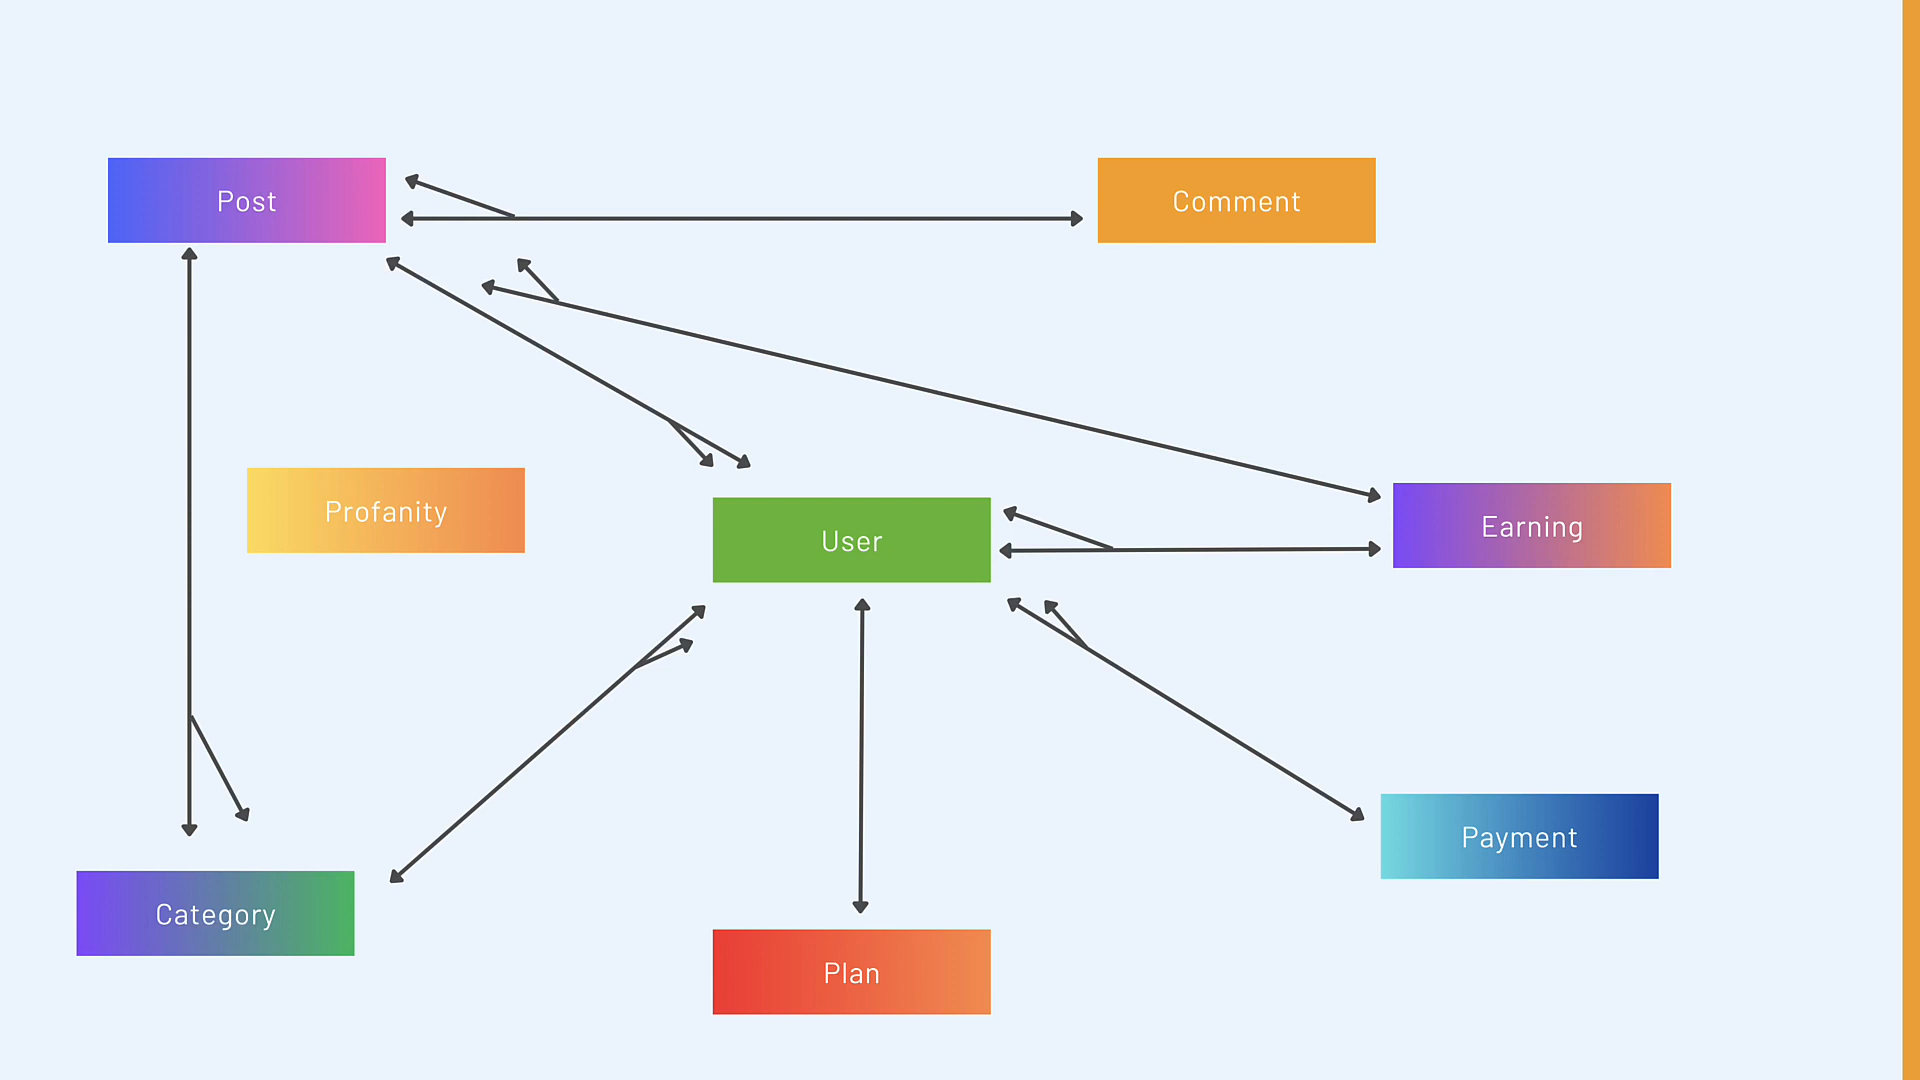 Post
Comment
Profanity
User
Earning
Payment
Category
Plan